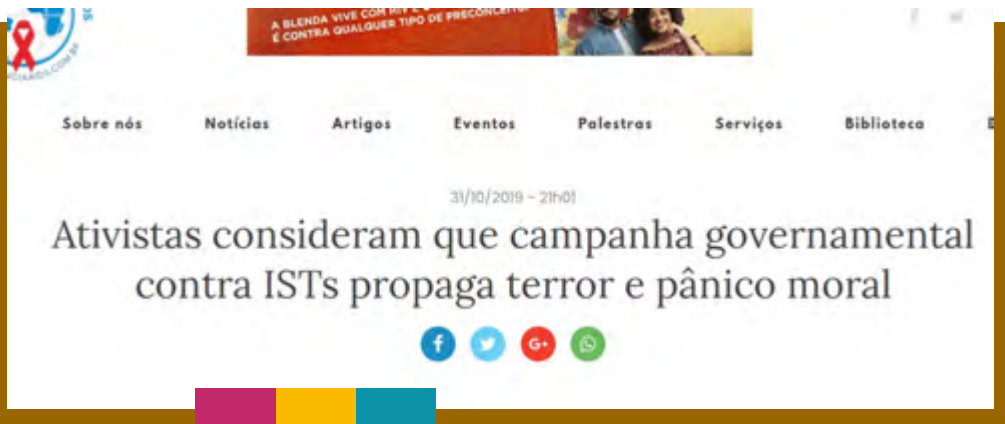 A BLENDA VIVE COM HIV E
É CONTRA QUALQUER TIPO DE PRECONCEITO.
Sobre nós Notícias Artigos Eventos Palestras Serviços Biblioteca
31/10/2019 - 21h01
Ativistas consideram que campanha governamental
contra ISTs propaga terror e pânico moral